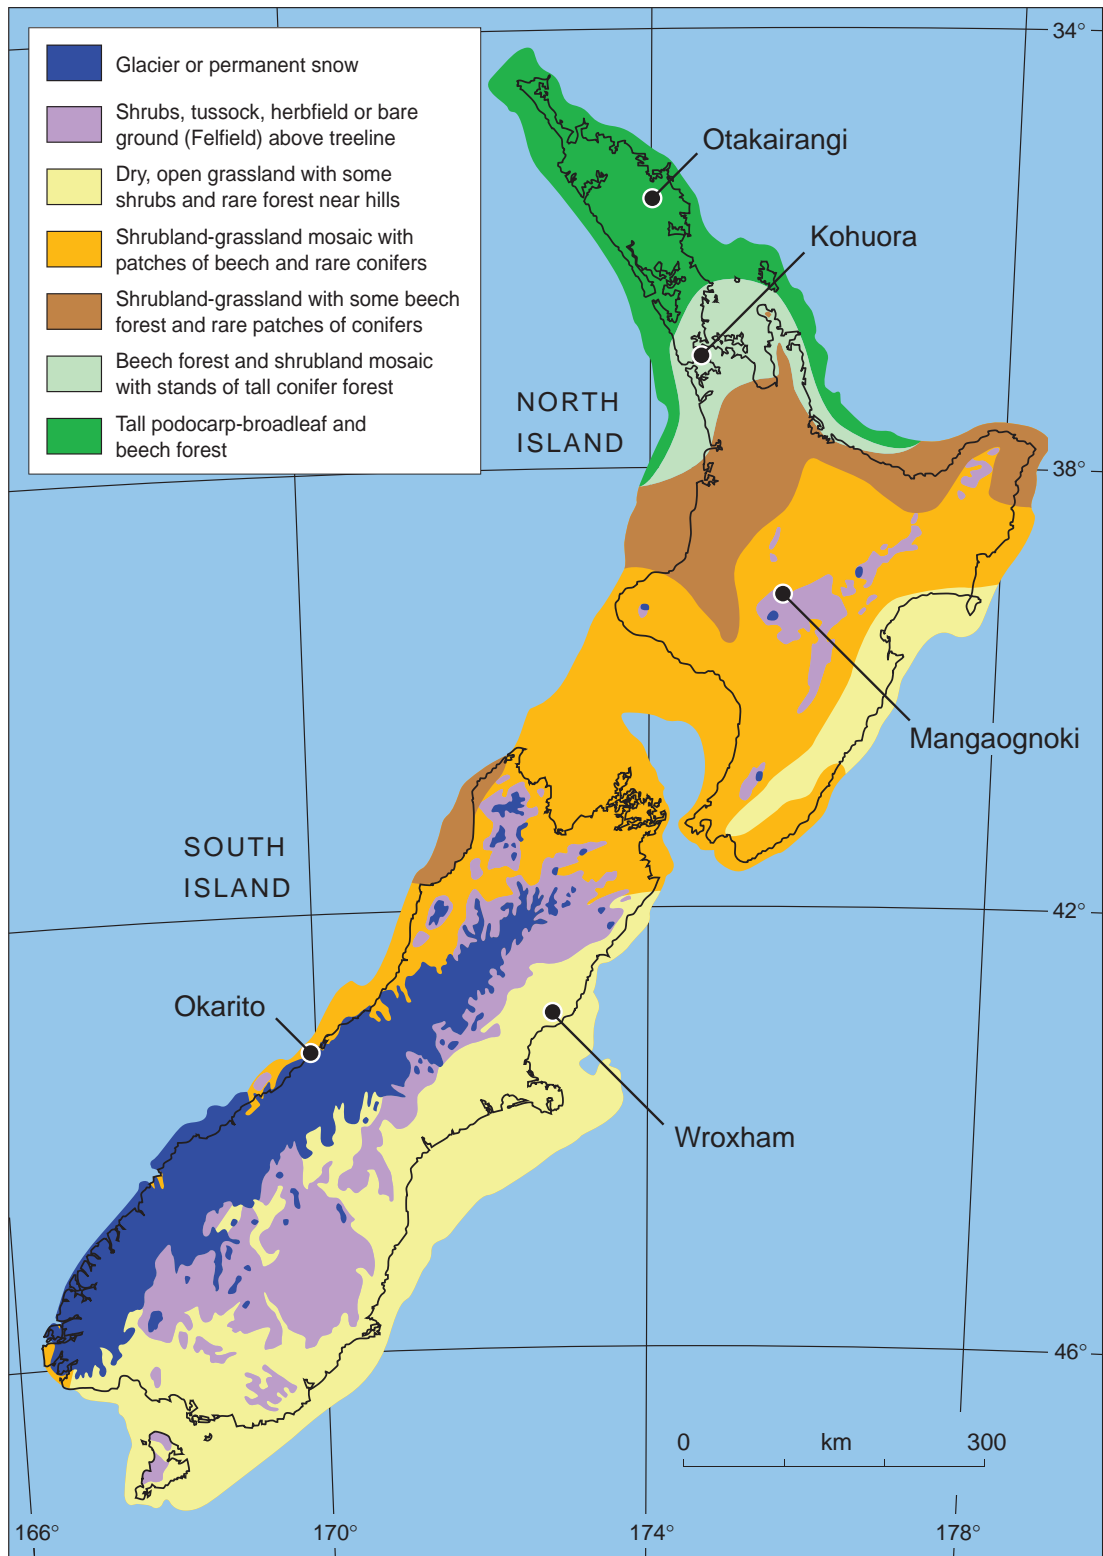 Glacier or permanent snow
Shrubs, tussock, herbfield or bare
ground (Felfield) above treeline
Dry, open grassland with some
shrubs and rare forest near hills
Shrubland-grassland mosaic with
patches of beech and rare conifers
Shrubland-grassland with some beech
forest and rare patches of conifers
Beech forest and shrubland mosaic
with stands of tall conifer forest
Tall podocarp-broadleaf and
beech forest
34°
Otakairangi
Kohuora
NORTH
ISLAND
38°
Mangaognoki
SOUTH
ISLAND
42°
Okarito
Wroxham
46°
0 km 300
166° 170° 174° 178°